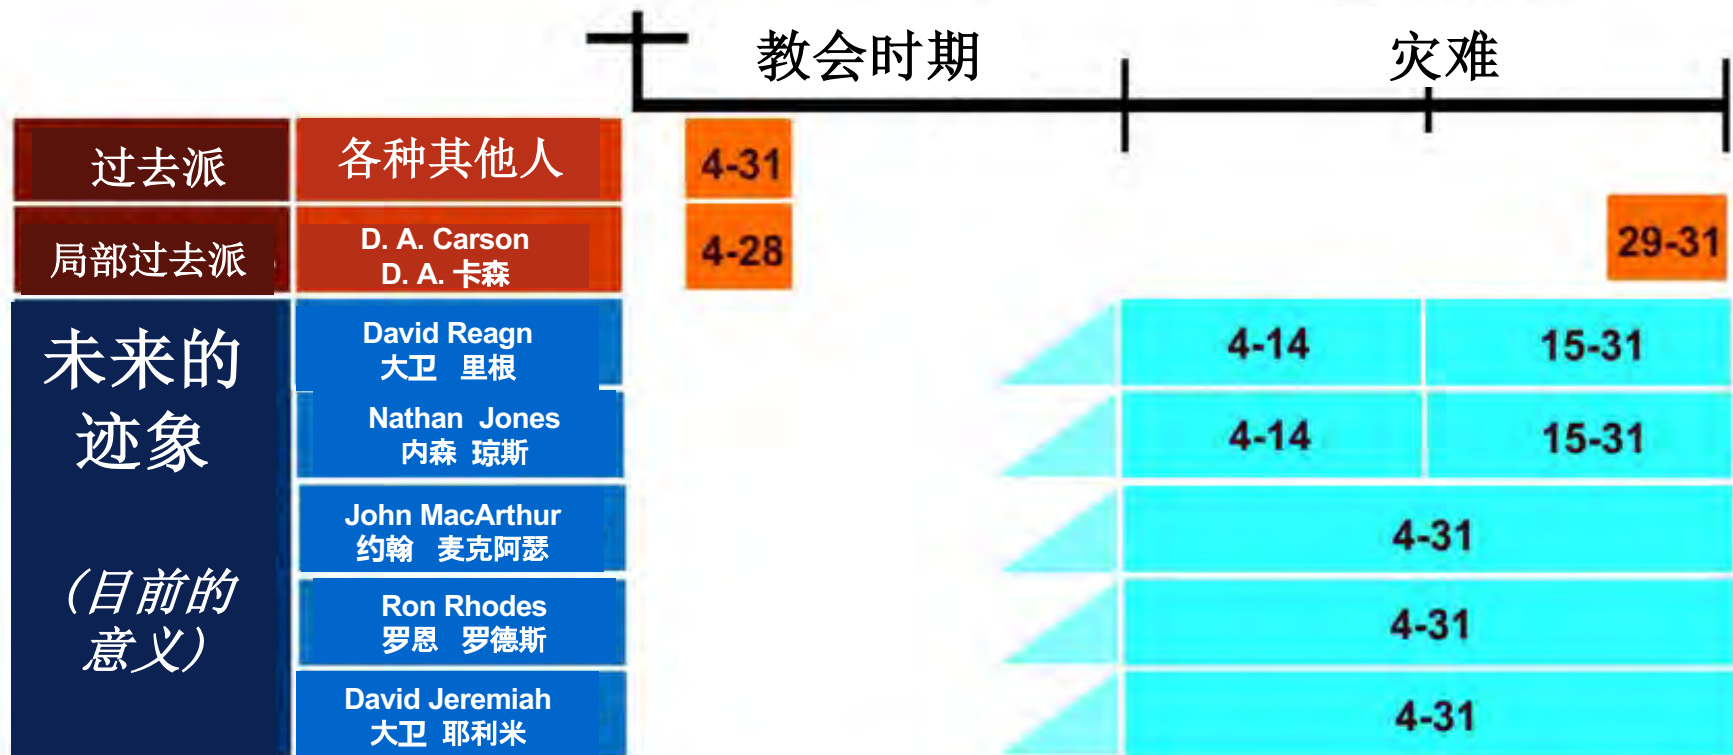 教会时期 灾难
过去派 各种其他人 4-31
局部过去派 D. A. Carson 4-28 29-31
D. A. 卡森
未来的
迹象
(目前的
意义)
David Reagn 4-14 15-31
大卫 里根
Nathan Jones 4-14 15-31
内森 琼斯
John MacArthur 4-31
约翰 麦克阿瑟
Ron Rhodes 4-31
罗恩 罗德斯
David Jeremiah 4-31
大卫 耶利米